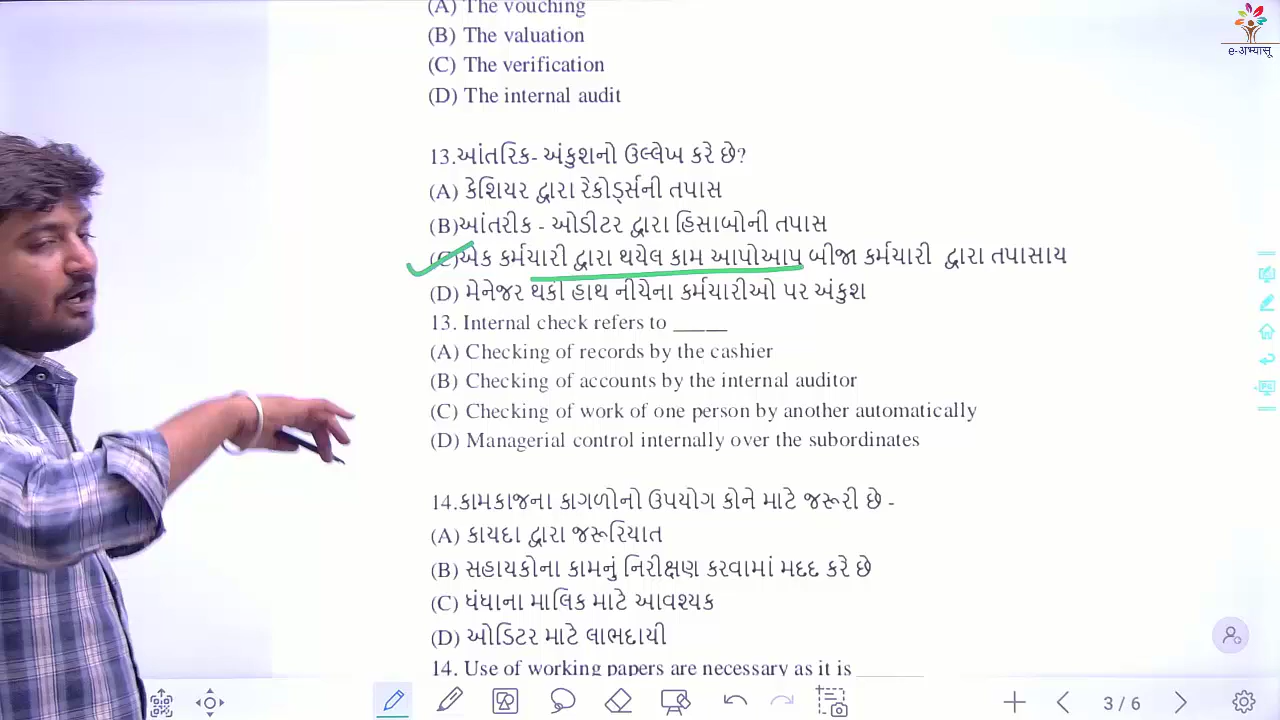 (A) The vouching
e-अभ्यासू
(B) The valuation
(C) The verification
(D) The internal audit
13.આંતરિક- અંકુશનો ઉલ્લેખ કરે છે?
(A) કેશિયર દ્વારા રેકોર્ડ્સની તપાસ
(B)આંતરીક - ઓડીટર દ્વારા હિસાબોની તપાસ
(C)એક કર્મચારી દ્વારા થયેલ કામ આપોઆપ બીજા કર્મચારી દ્વારા તપાસાય
(D) મેનેજર થકી હાથ નીચેના કર્મચારીઓ પર અંકુશ
13. Internal check refers to _____
(A) Checking of records by the cashier
(B) Checking of accounts by the internal auditor
(C) Checking of work of one person by another automatically
(D) Managerial control internally over the subordinates
14.કામકાજના કાગળોનો ઉપયોગ કોને માટે જરૂરી છે -
(A) કાયદા દ્વારા જરૂરિયાત
(B) સહાયકોના કામનું નિરીક્ષણ કરવામાં મદદ કરે છે
(C) ધંધાના માલિક માટે આવશ્યક
(D) ઓડિટર માટે લાભદાયી
14. Use of working papers are necessary as it is ______
3 / 6